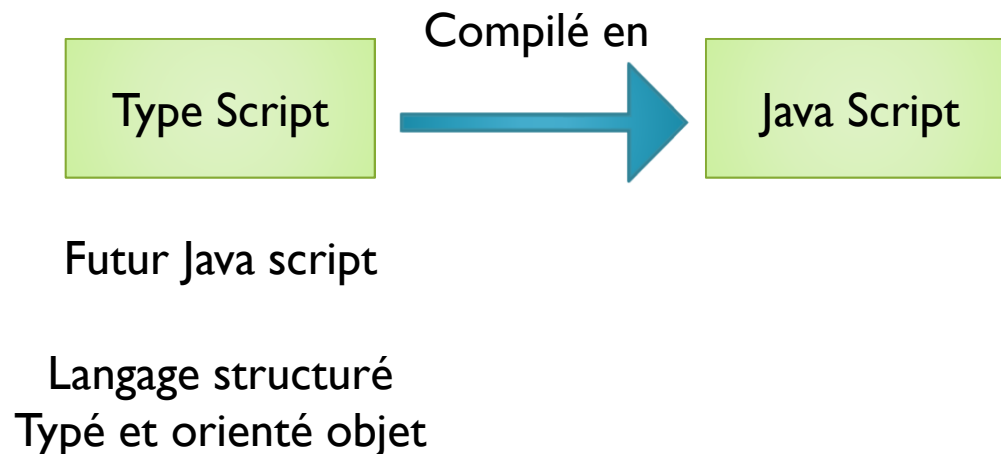 Compilé en
Type Script
Java Script
Futur Java script
Langage structuré
Typé et orienté objet